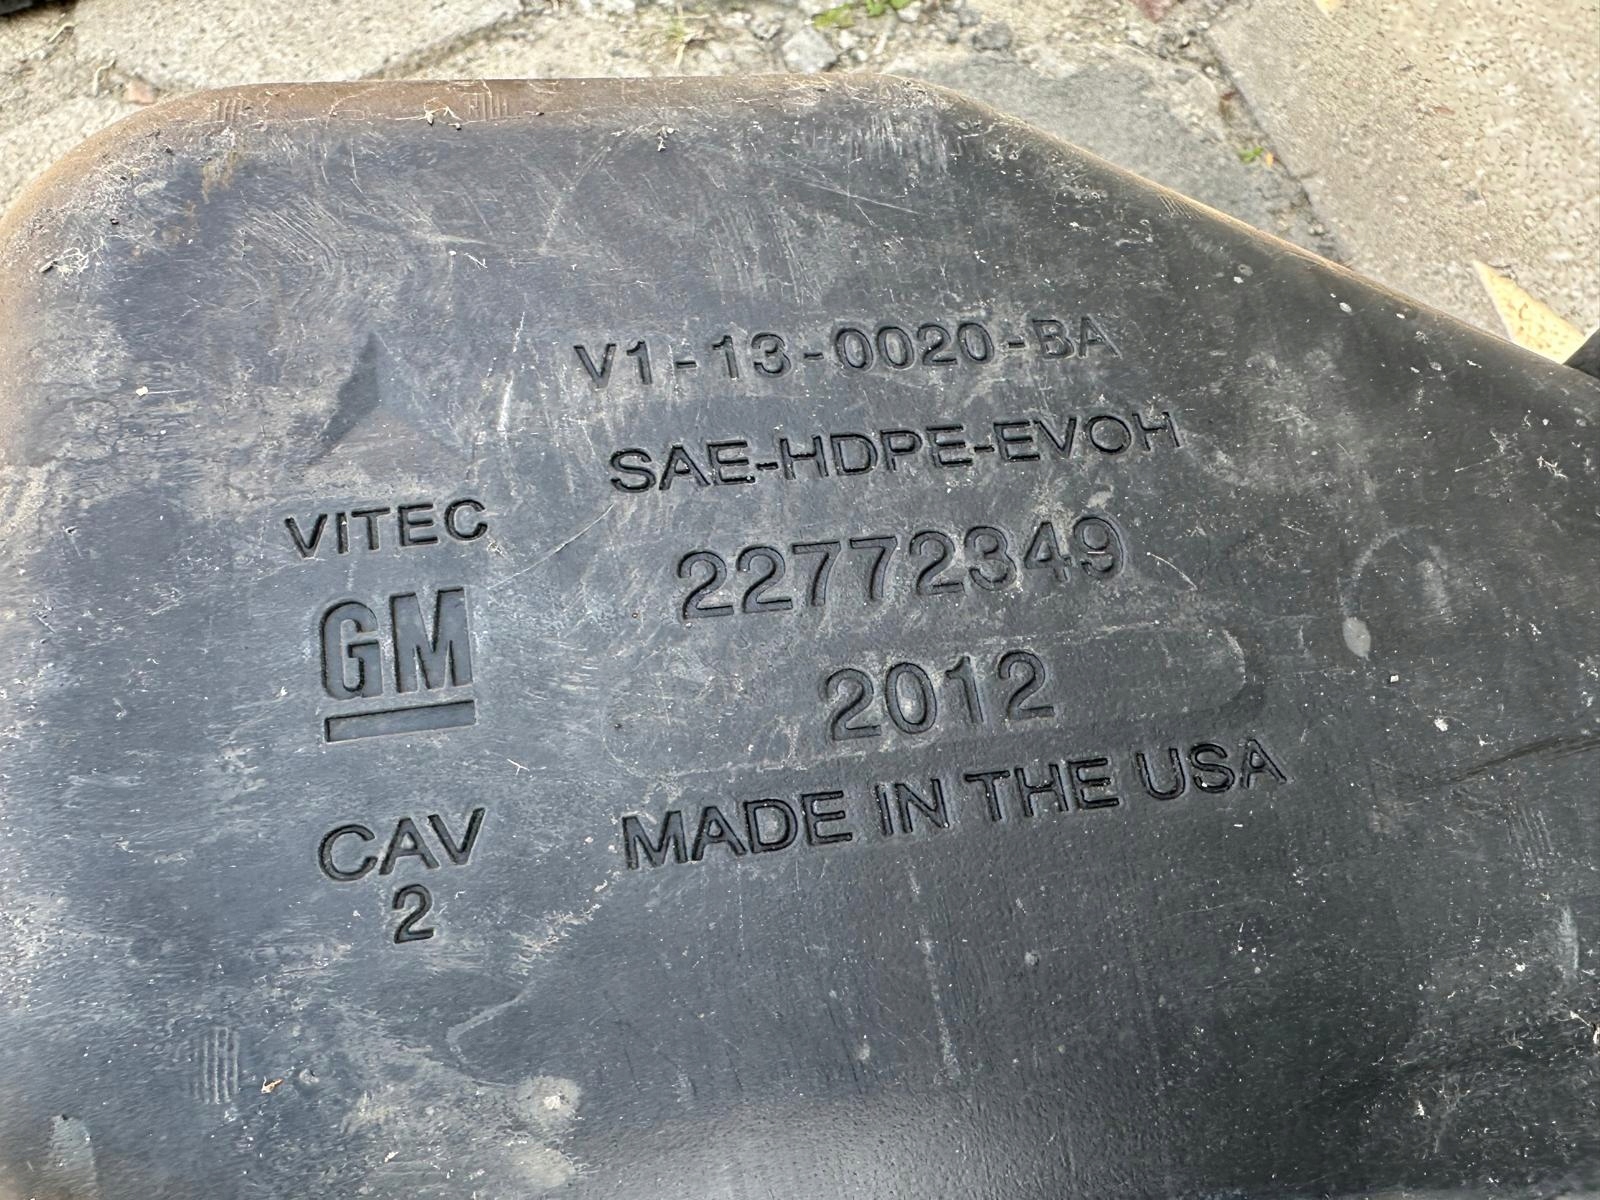 V1-13-0020-BA
SAE-HDPE-EVOH
VITEC
22772349
GM
2012
MADE IN THE USA
CAV
2